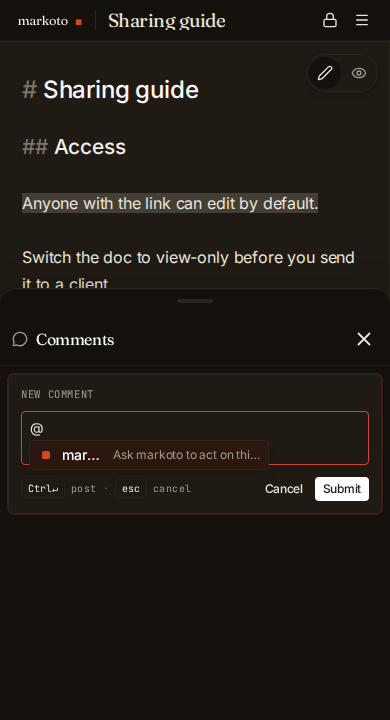 markoto
Sharing guide
# Sharing guide
## Access
Anyone with the link can edit by default.
Switch the doc to view-only before you send
it to a client
Comments
NEW COMMENT
@
mar... Ask markoto to act on thi...
Ctrl↵ post · esc cancel
Cancel
Submit